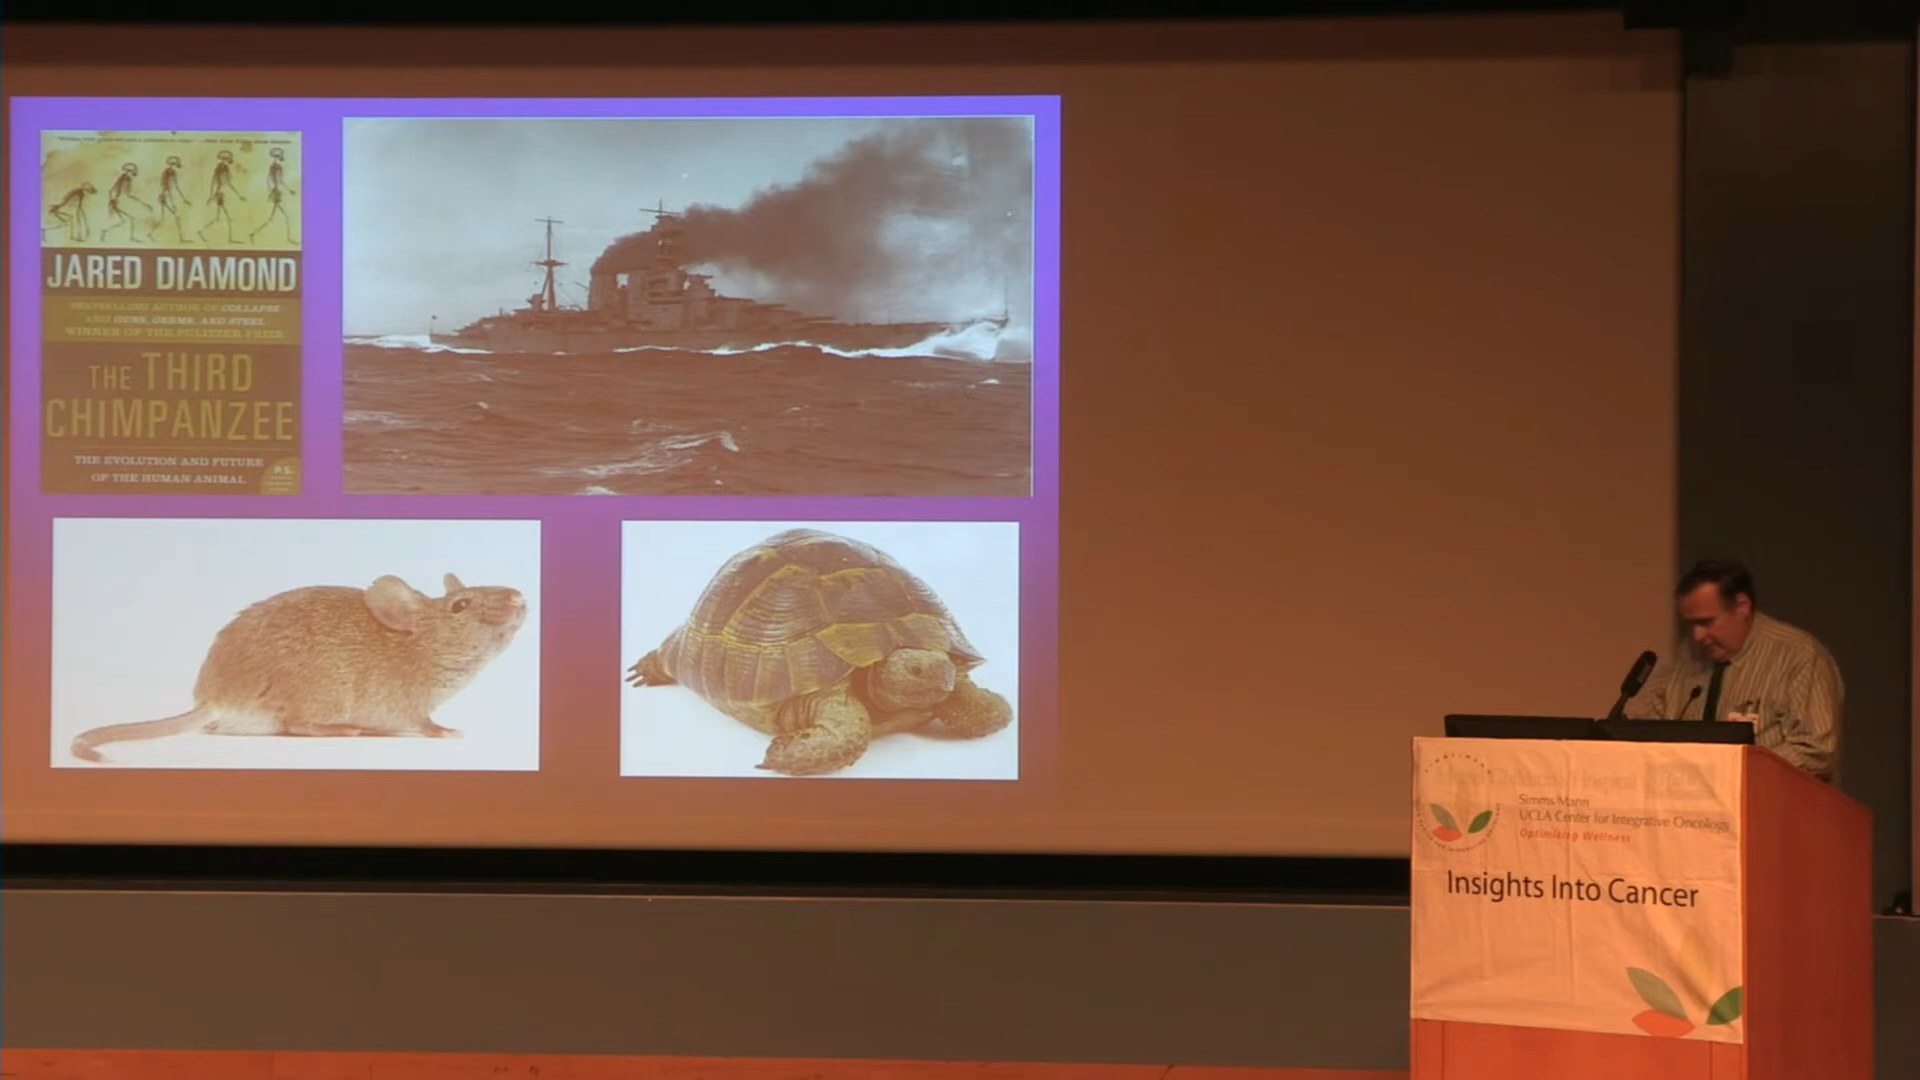 JARED DIAMOND
BESTSELLING AUTHOR OF COLLAPSE
AND GUNS, GERMS, AND STEEL
WINNER OF THE PULITZER PRIZE
THE THIRD
CHIMPANZEE
THE EVOLUTION AND FUTURE
OF THE HUMAN ANIMAL
P.S.
Simms/Mann
UCLA Center for Integrative Oncology
Optimizing Wellness
Insights Into Cancer